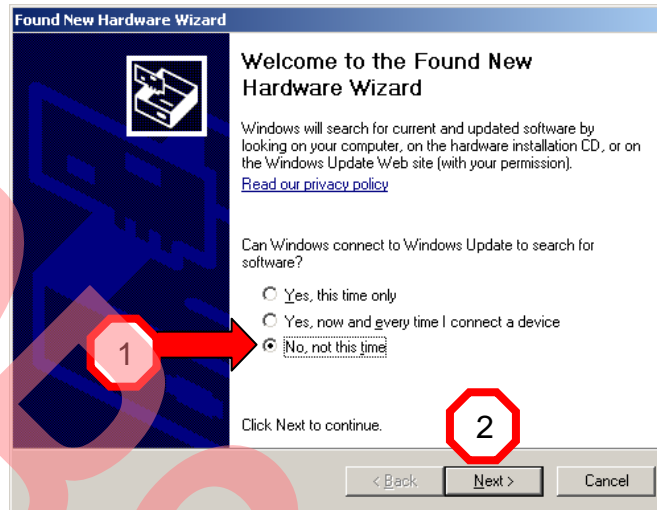 Found New Hardware Wizard
Welcome to the Found New
Hardware Wizard
Windows will search for current and updated software by
looking on your computer, on the hardware installation CD, or on
the Windows Update Web site (with your permission).
Read our privacy policy
Can Windows connect to Windows Update to search for
software?
Yes, this time only
Yes, now and every time I connect a device
1
No, not this time
Click Next to continue.
2
< Back
Next >
Cancel